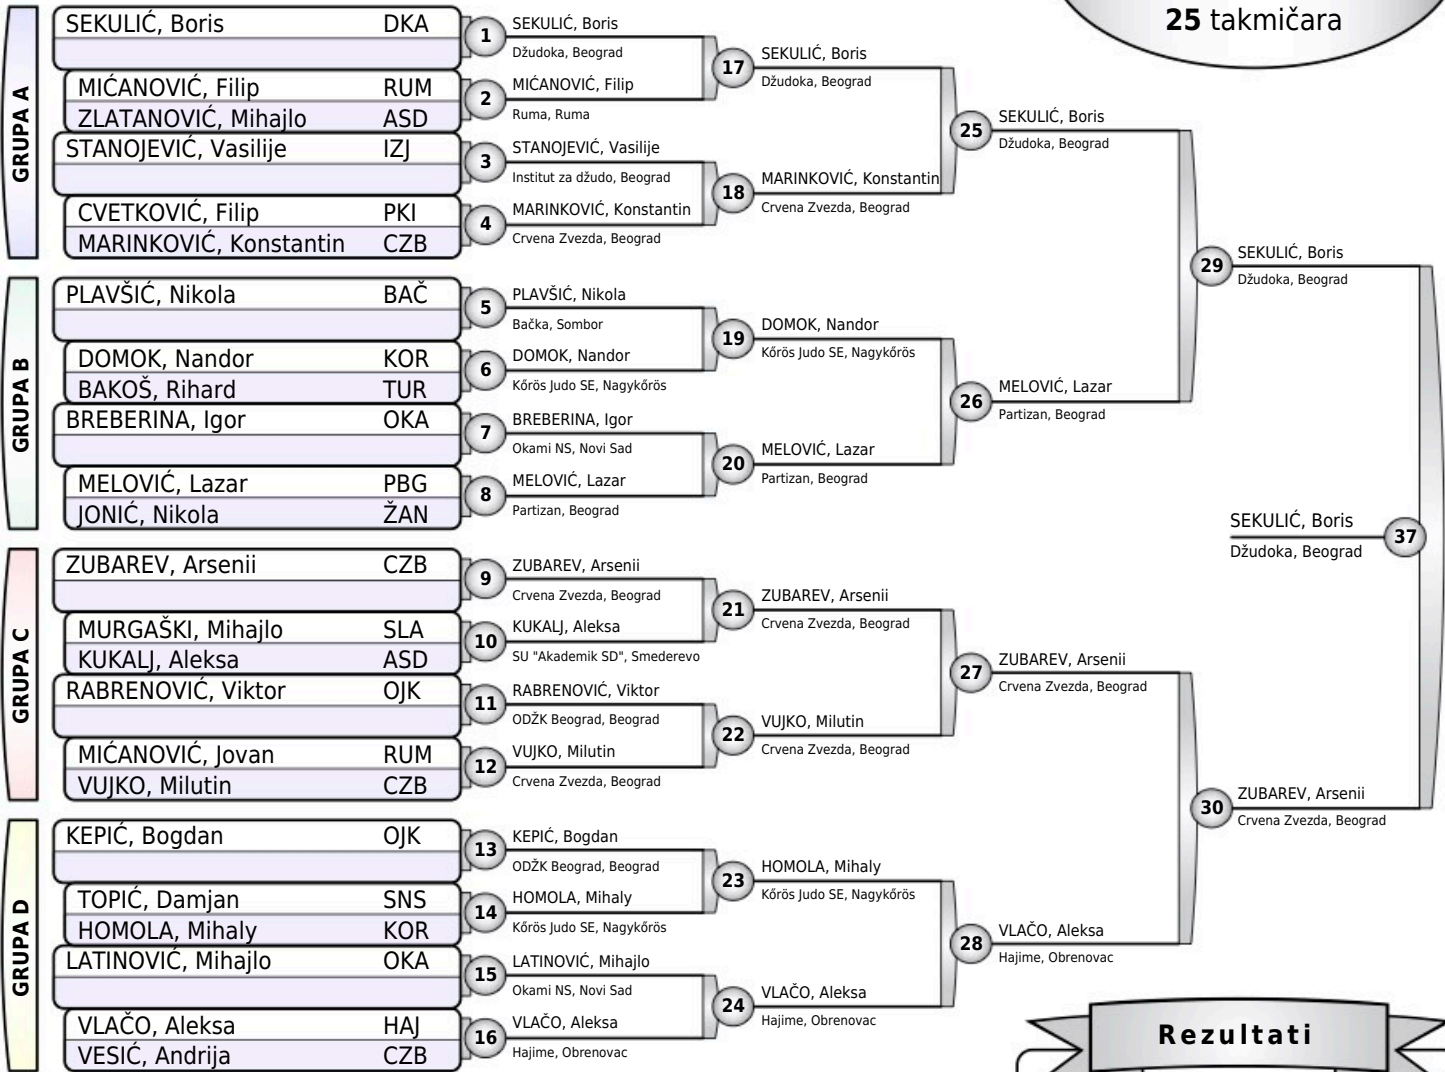 25 takmičara
GRUPA A
SEKULIĆ, Boris DKA
MIĆANOVIĆ, Filip RUM
ZLATANOVIĆ, Mihajlo ASD
STANOJEVIĆ, Vasilije IZJ
CVETKOVIĆ, Filip PKI
MARINKOVIĆ, Konstantin CZB
GRUPA B
PLAVŠIĆ, Nikola BAČ
DOMOK, Nandor KOR
BAKOŠ, Rihard TUR
BREBERINA, Igor OKA
MELOVIĆ, Lazar PBG
JONIĆ, Nikola ŽAN
GRUPA C
ZUBAREV, Arsenii CZB
MURGAŠKI, Mihajlo SLA
KUKALJ, Aleksa ASD
RABRENOVIĆ, Viktor OJK
MIĆANOVIĆ, Jovan RUM
VUJKO, Milutin CZB
GRUPA D
KEPIĆ, Bogdan OJK
TOPIĆ, Damjan SNS
HOMOLA, Mihaly KOR
LATINOVIĆ, Mihajlo OKA
VLAČO, Aleksa HAJ
VESIĆ, Andrija CZB
1 SEKULIĆ, Boris
Džudoka, Beograd
2 MIĆANOVIĆ, Filip
Ruma, Ruma
3 STANOJEVIĆ, Vasilije
Institut za džudo, Beograd
4 MARINKOVIĆ, Konstantin
Crvena Zvezda, Beograd
5 PLAVŠIĆ, Nikola
Bačka, Sombor
6 DOMOK, Nandor
Kőrös Judo SE, Nagykőrös
7 BREBERINA, Igor
Okami NS, Novi Sad
8 MELOVIĆ, Lazar
Partizan, Beograd
9 ZUBAREV, Arsenii
Crvena Zvezda, Beograd
10 KUKALJ, Aleksa
SU "Akademik SD", Smederevo
11 RABRENOVIĆ, Viktor
ODŽK Beograd, Beograd
12 VUJKO, Milutin
Crvena Zvezda, Beograd
13 KEPIĆ, Bogdan
ODŽK Beograd, Beograd
14 HOMOLA, Mihaly
Kőrös Judo SE, Nagykőrös
15 LATINOVIĆ, Mihajlo
Okami NS, Novi Sad
16 VLAČO, Aleksa
Hajime, Obrenovac
17 SEKULIĆ, Boris
Džudoka, Beograd
18 MARINKOVIĆ, Konstantin
Crvena Zvezda, Beograd
19 DOMOK, Nandor
Kőrös Judo SE, Nagykőrös
20 MELOVIĆ, Lazar
Partizan, Beograd
21 ZUBAREV, Arsenii
Crvena Zvezda, Beograd
22 VUJKO, Milutin
Crvena Zvezda, Beograd
23 HOMOLA, Mihaly
Kőrös Judo SE, Nagykőrös
24 VLAČO, Aleksa
Hajime, Obrenovac
25 SEKULIĆ, Boris
Džudoka, Beograd
26 MELOVIĆ, Lazar
Partizan, Beograd
27 ZUBAREV, Arsenii
Crvena Zvezda, Beograd
28 VLAČO, Aleksa
Hajime, Obrenovac
29 SEKULIĆ, Boris
Džudoka, Beograd
30 ZUBAREV, Arsenii
Crvena Zvezda, Beograd
SEKULIĆ, Boris 37
Džudoka, Beograd
Rezultati